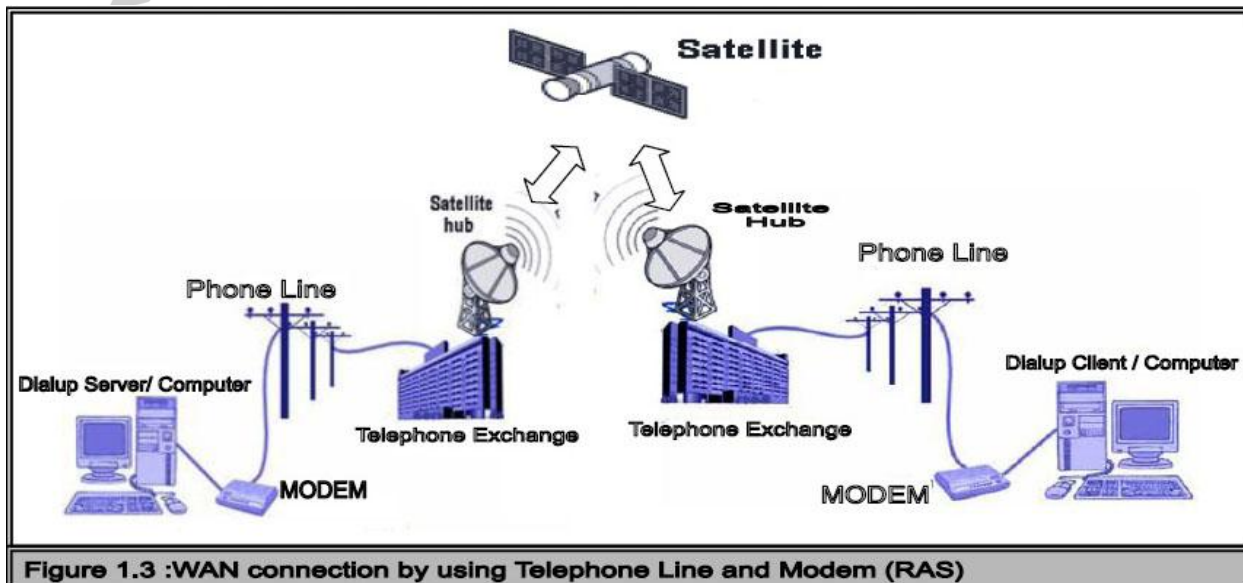 Satellite
Satellite
hub
Satellite
Hub
Phone Line
Phone Line
Dialup Server/ Computer
Dialup Client / Computer
Telephone Exchange
Telephone Exchange
MODEM
MODEM
Figure 1.3 :WAN connection by using Telephone Line and Modem (RAS)